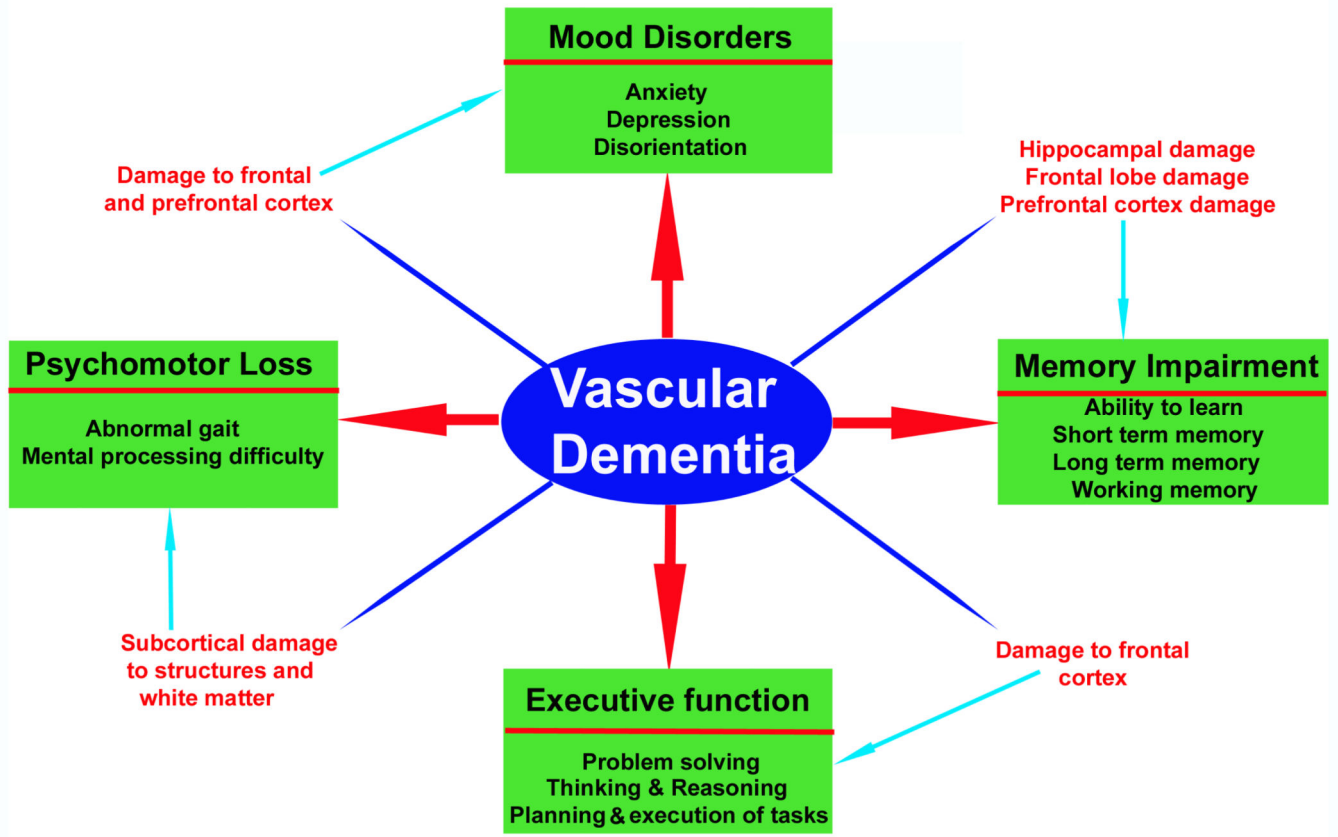 Mood Disorders
Anxiety
Depression
Disorientation
Damage to frontal
and prefrontal cortex
Hippocampal damage
Frontal lobe damage
Prefrontal cortex damage
Psychomotor Loss
Abnormal gait
Mental processing difficulty
Vascular
Dementia
Memory Impairment
Ability to learn
Short term memory
Long term memory
Working memory
Subcortical damage
to structures and
white matter
Executive function
Problem solving
Thinking & Reasoning
Planning & execution of tasks
Damage to frontal
cortex